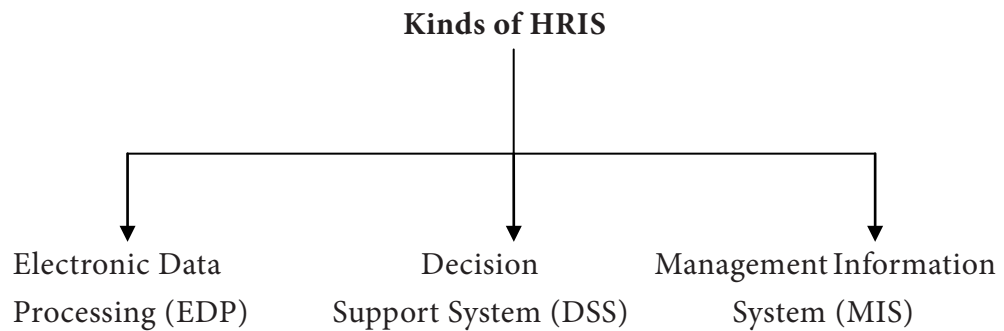 Kinds of HRIS
Electronic Data
Processing (EDP)
Decision
Support System (DSS)
Management Information
System (MIS)